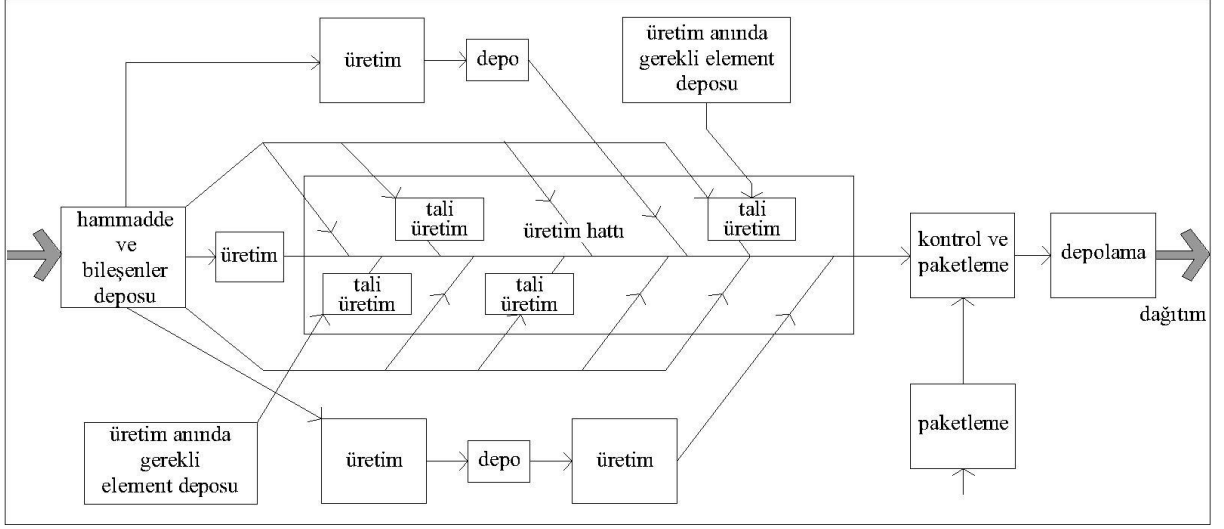 üretim
depo
üretim anında
gerekli element
deposu
hammadde
ve
bileşenler
deposu
üretim
tali
üretim
üretim hattı
tali
üretim
tali
üretim
tali
üretim
kontrol ve
paketleme
depolama
dağıtım
üretim anında
gerekli
element deposu
üretim
depo
üretim
paketleme